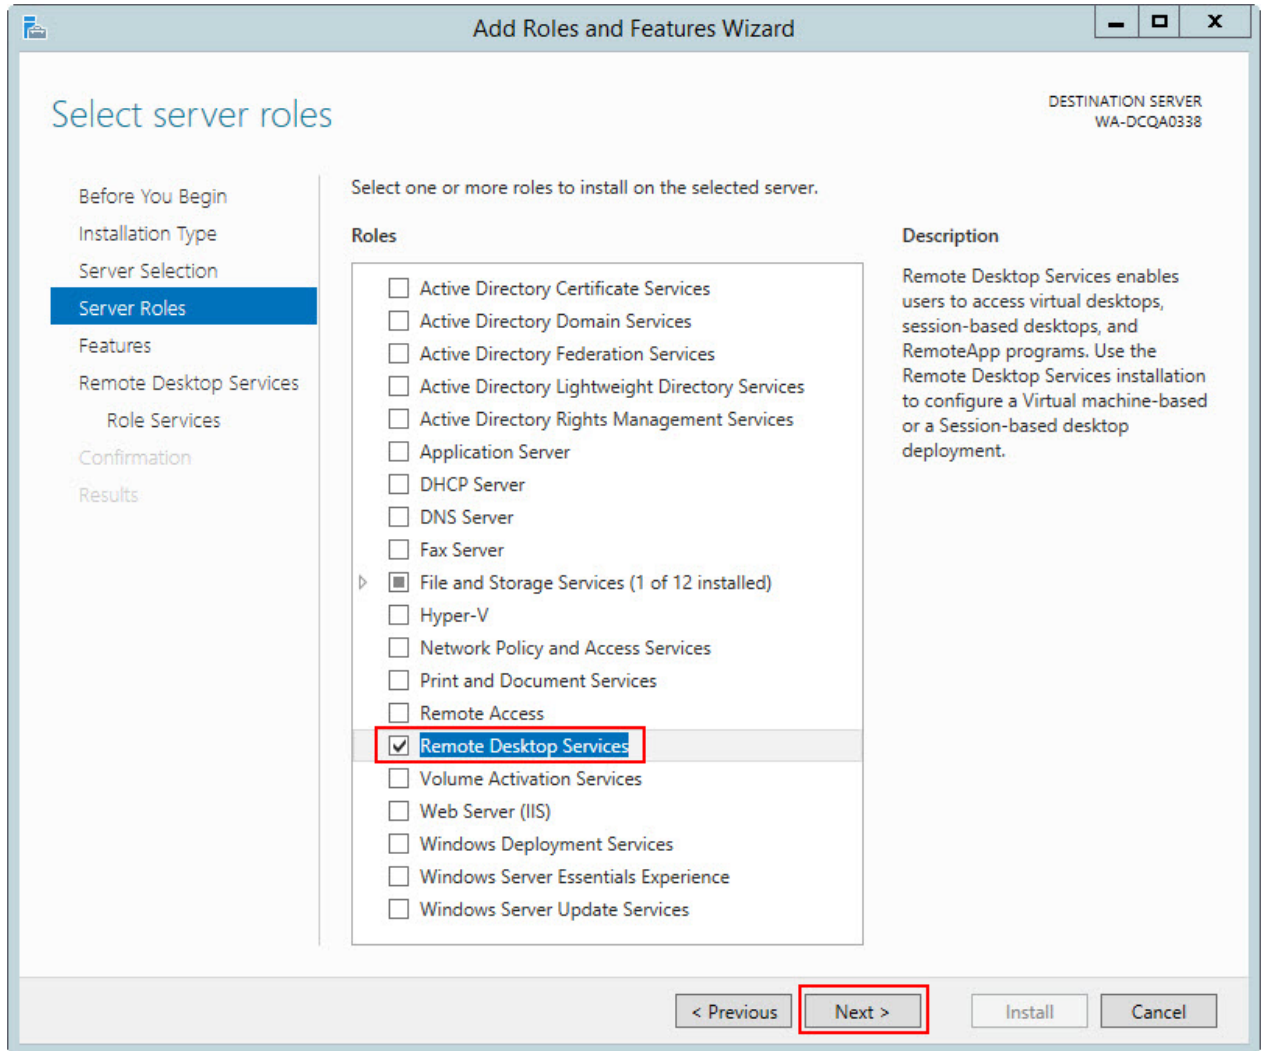 Add Roles and Features Wizard
Select server roles
DESTINATION SERVER
WA-DCQA0338
Before You Begin
Installation Type
Server Selection
Server Roles
Features
Remote Desktop Services
Role Services
Confirmation
Results
Select one or more roles to install on the selected server.
Roles
Active Directory Certificate Services
Active Directory Domain Services
Active Directory Federation Services
Active Directory Lightweight Directory Services
Active Directory Rights Management Services
Application Server
DHCP Server
DNS Server
Fax Server
File and Storage Services (1 of 12 installed)
Hyper-V
Network Policy and Access Services
Print and Document Services
Remote Access
Remote Desktop Services
Volume Activation Services
Web Server (IIS)
Windows Deployment Services
Windows Server Essentials Experience
Windows Server Update Services
Description
Remote Desktop Services enables
users to access virtual desktops,
session-based desktops, and
RemoteApp programs. Use the
Remote Desktop Services installation
to configure a Virtual machine-based
or a Session-based desktop
deployment.
< Previous
Next >
Install
Cancel